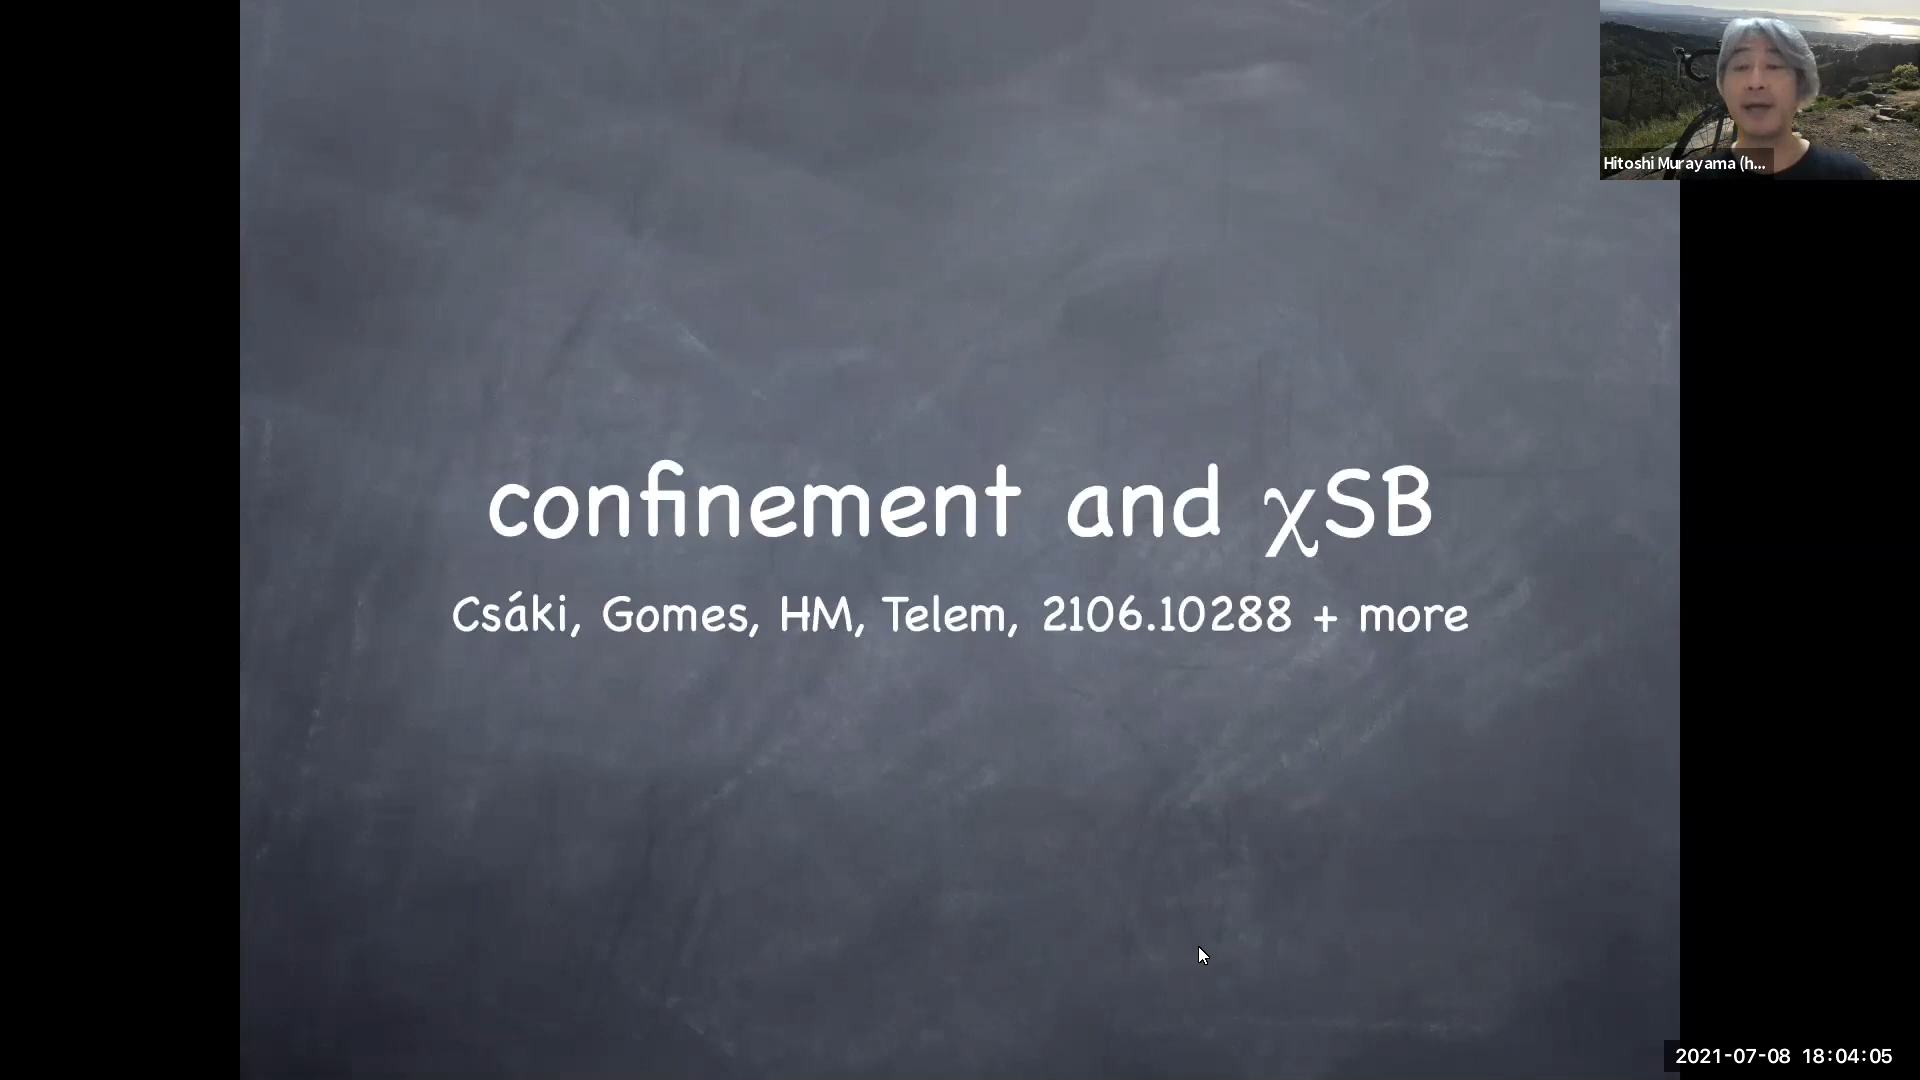 Hitoshi Murayama (h...
confinement and χSB
Csáki, Gomes, HM, Telem, 2106.10288 + more
2021-07-08 18:04:05